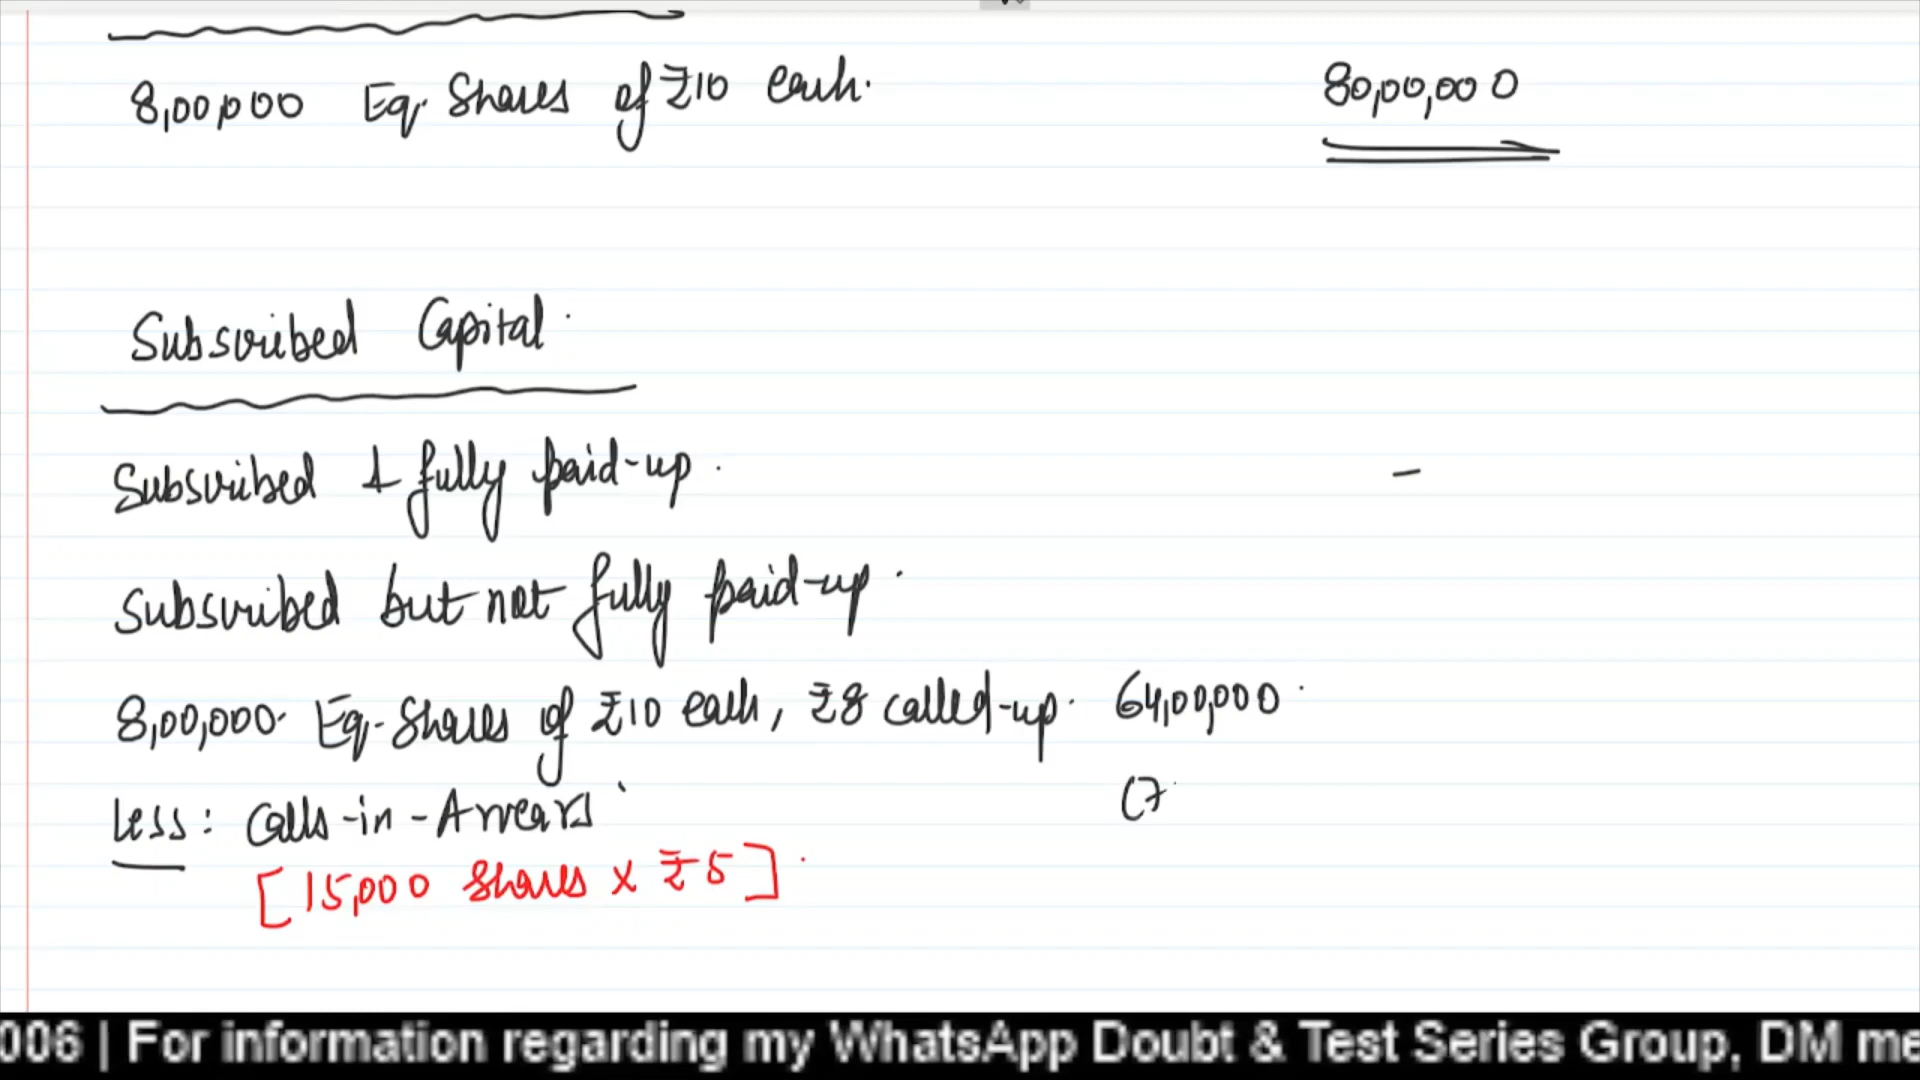 8,00,000 Eq. Shares of ₹10 each. 80,00,000
Subscribed Capital.
Subscribed & fully paid-up. -
Subscribed but not fully paid-up.
8,00,000 Eq. Shares of ₹10 each, ₹8 called-up. 64,00,000
Less: Calls-in-Arrears (7
[15,000 Shares x ₹5]
006 | For information regarding my WhatsApp Doubt & Test Series Group, DM me